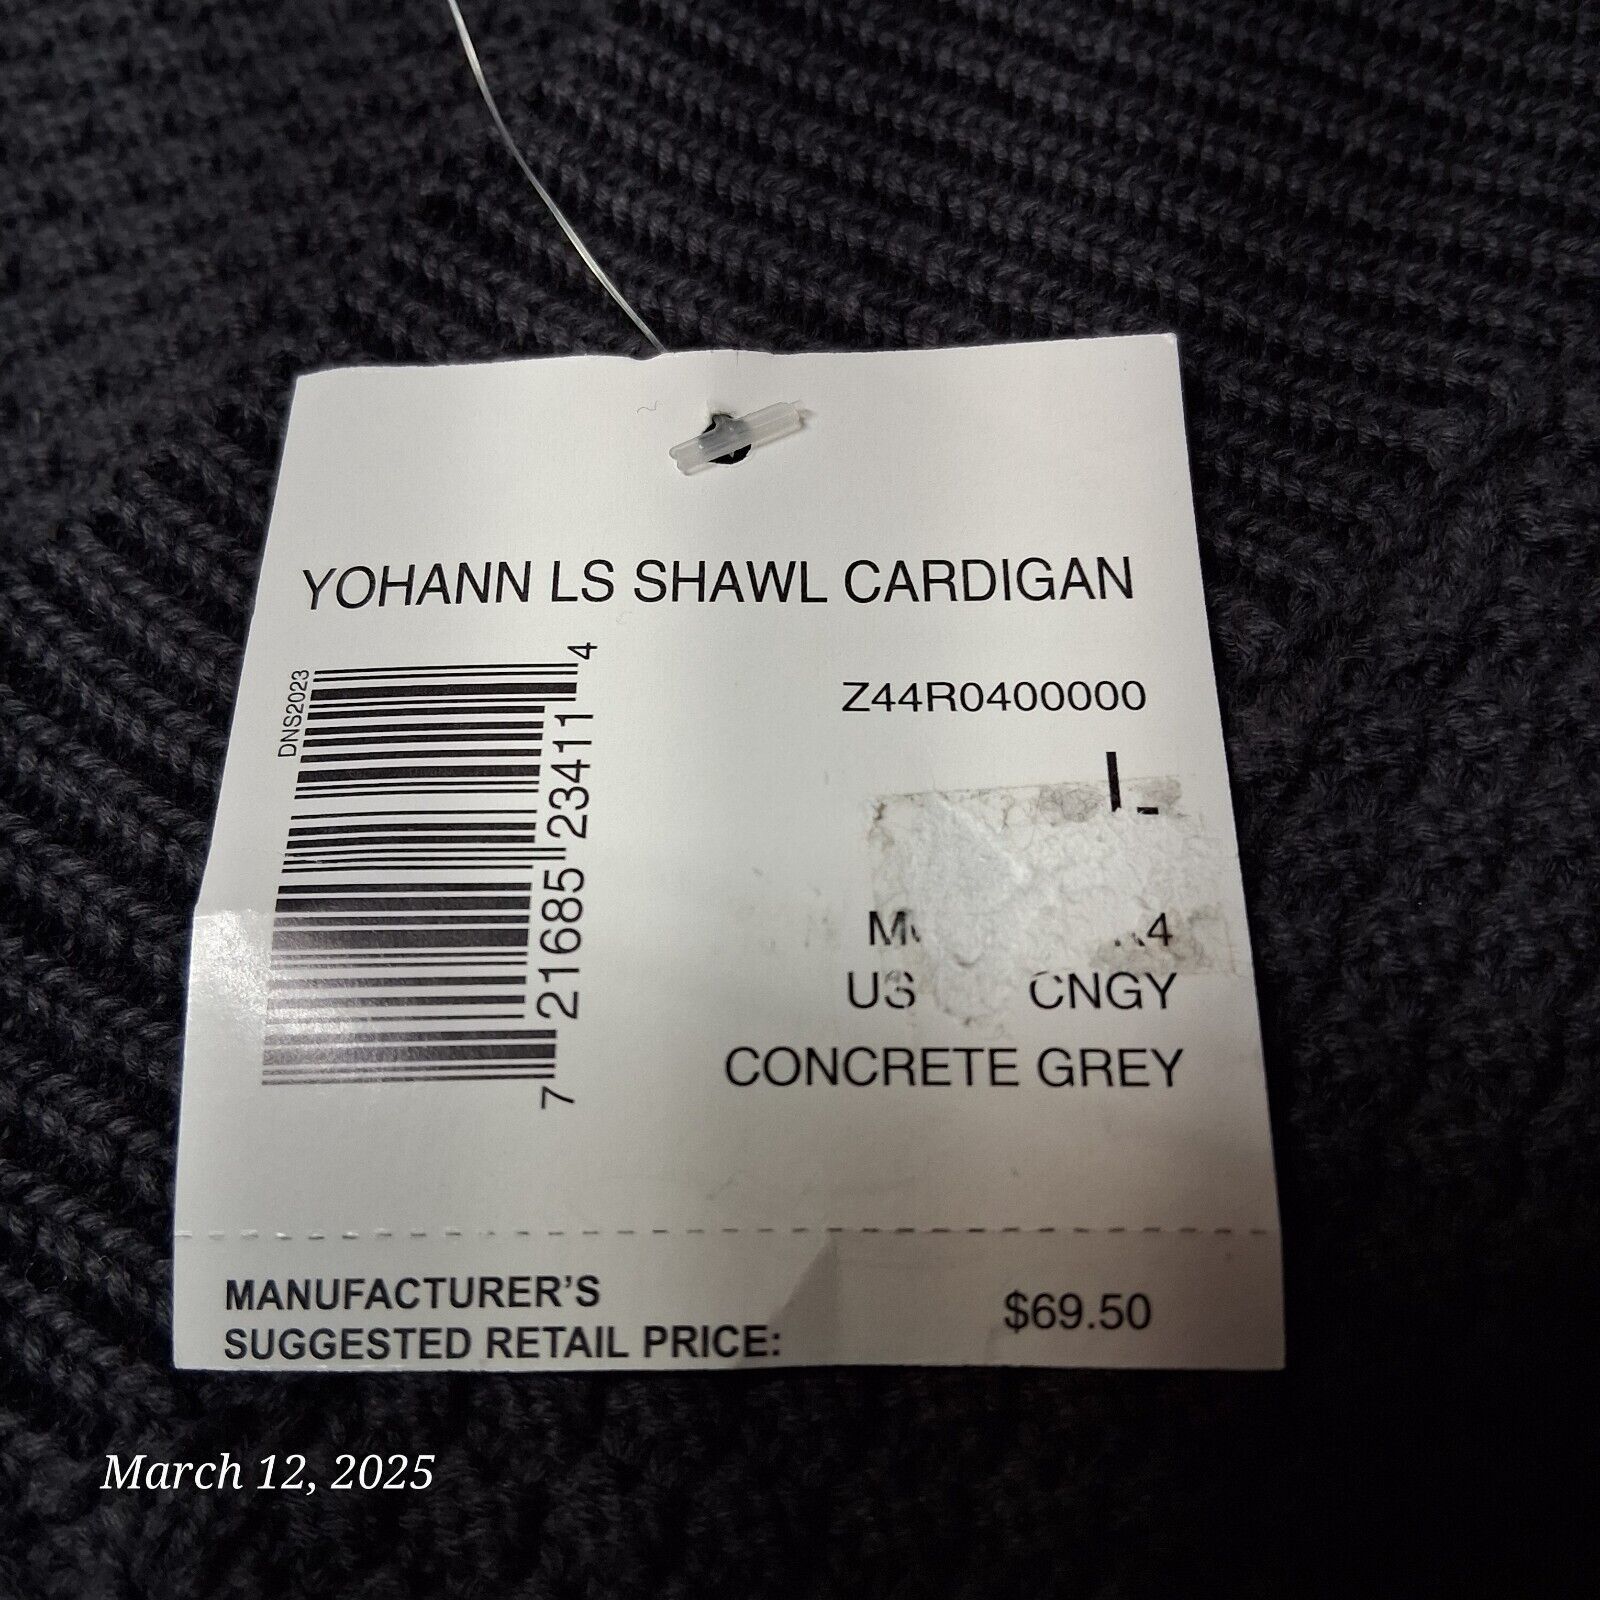 YOHANN LS SHAWL CARDIGAN
DNS2023
7 21685 23411 4
Z44R0400000
L
US CNGY
CONCRETE GREY
MANUFACTURER'S
SUGGESTED RETAIL PRICE:
$69.50
March 12, 2025